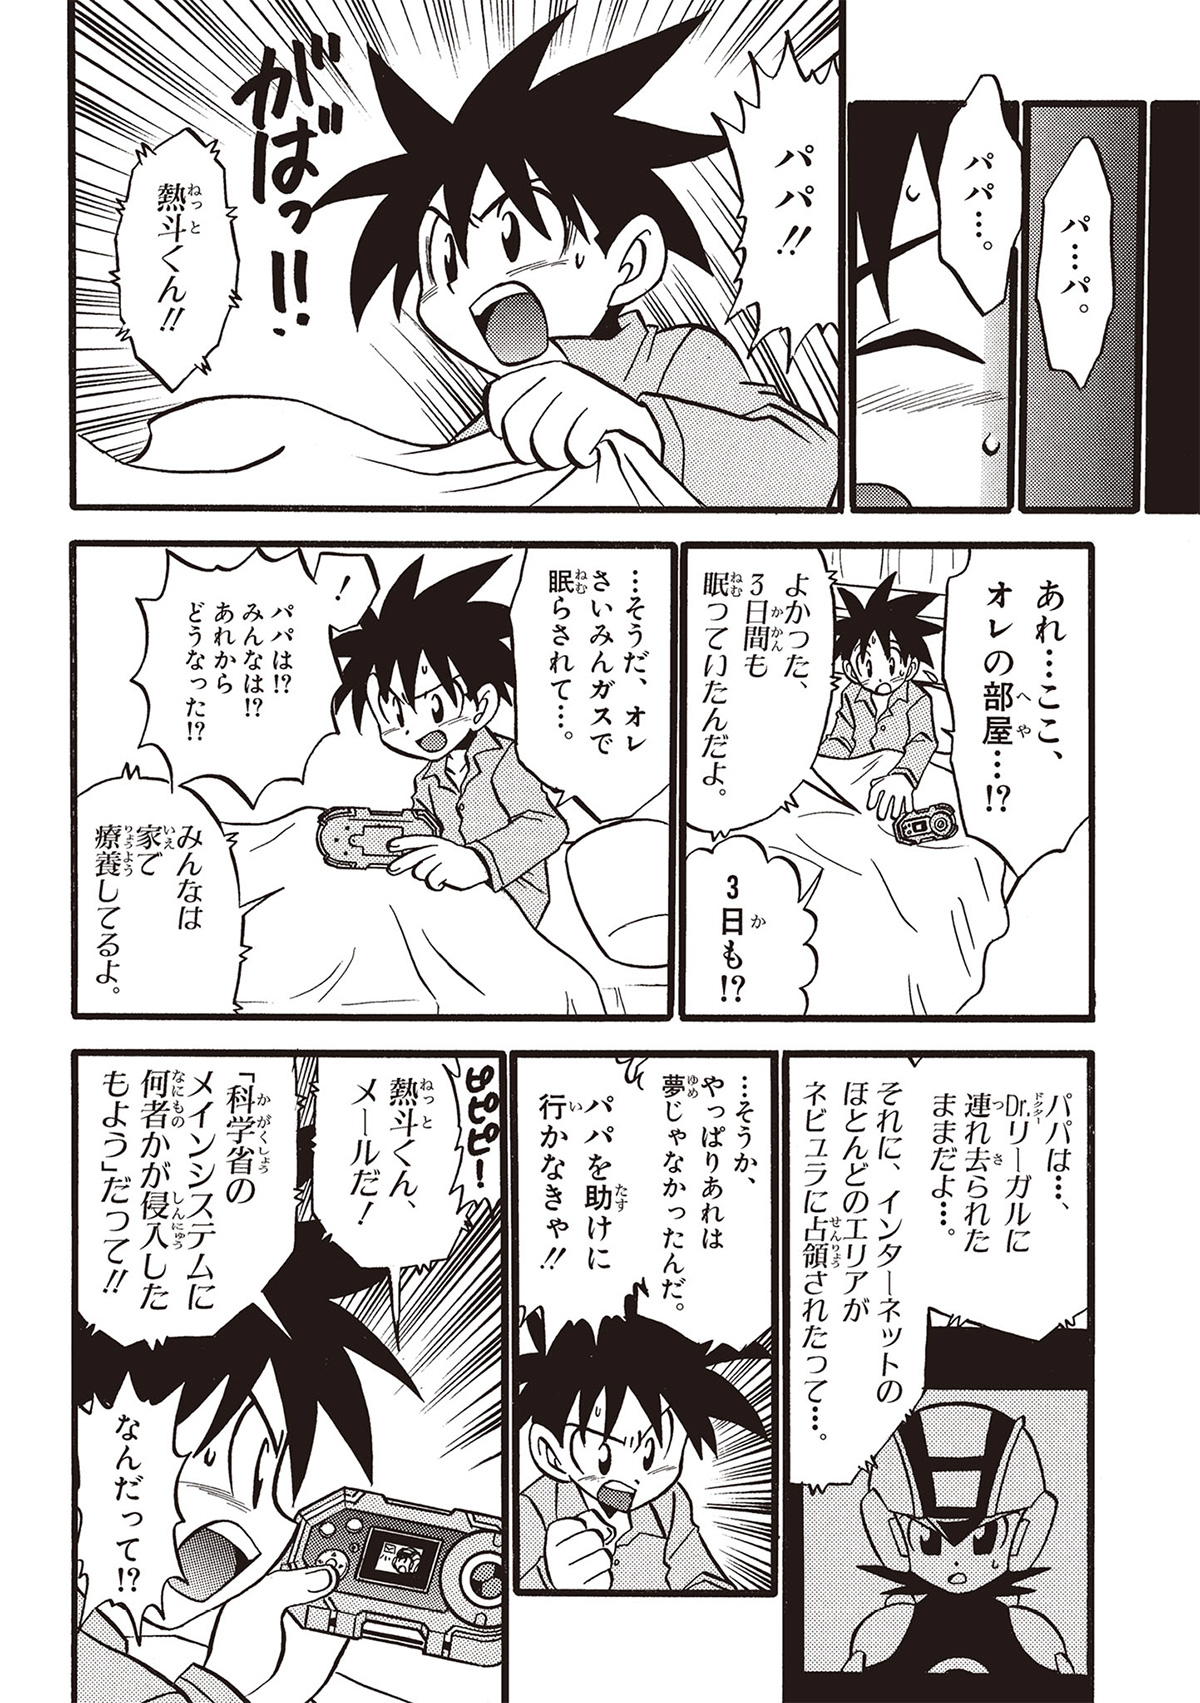 パ…パ。
パパ…。
パパ!!
がばっ!!
熱斗くん!!
あれ…ここ、
オレの部屋…!?
よかった、
3日間も
眠っていたんだよ。
3日も!?
…そうだ、オレ
さいみんガスで
眠らされて…。
!
パパは!?
みんなは!?
あれから
どうなった!?
みんなは
家で
療養してるよ。
パパは…、
Dr.リーガルに
連れ去られた
ままだよ…。
それに、インターネットの
ほとんどのエリアが
ネビュラに占領されたって…。
…そうか、
やっぱりあれは
夢じゃなかったんだ。
パパを助けに
行かなきゃ!!
ピピピピ!
熱斗くん、
メールだ!
「科学省の
メインシステムに
何者かが侵入した
もよう」だって!!
なんだって!?